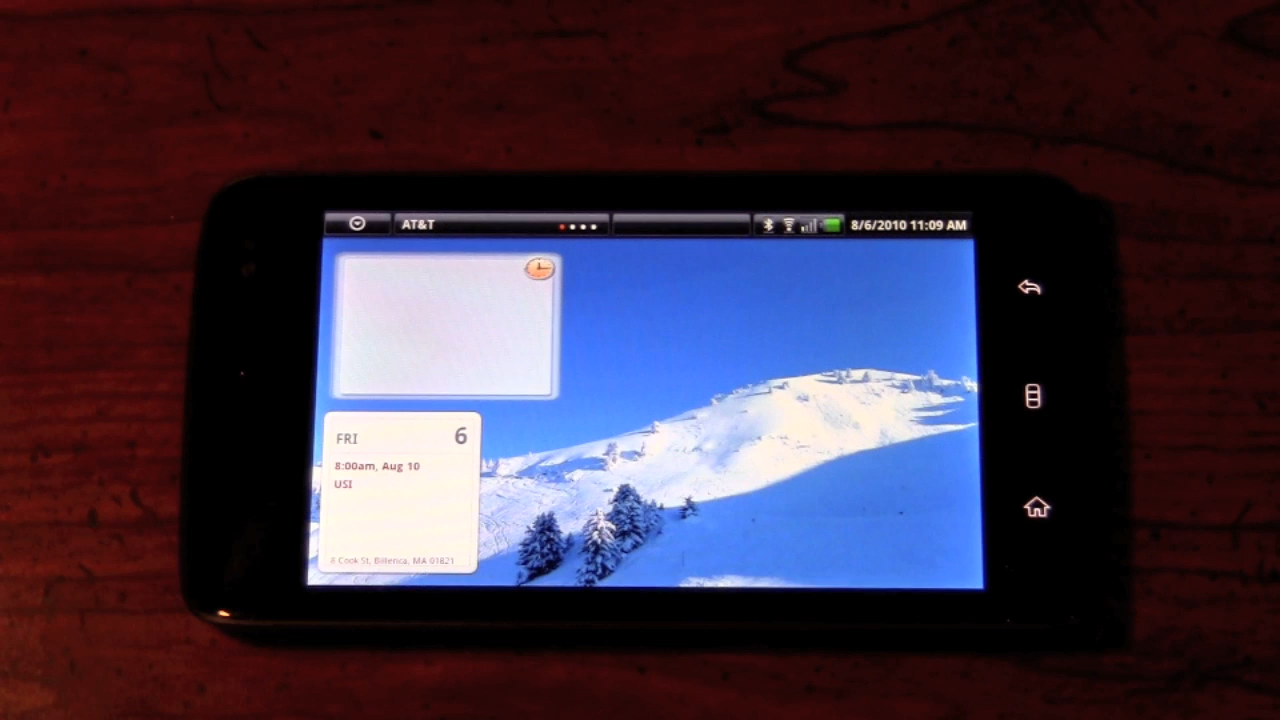 AT&T
8/6/2010 11:09 AM
FRI 6
8:00am, Aug 10
USI
8 Cook St, Billerica, MA 01821